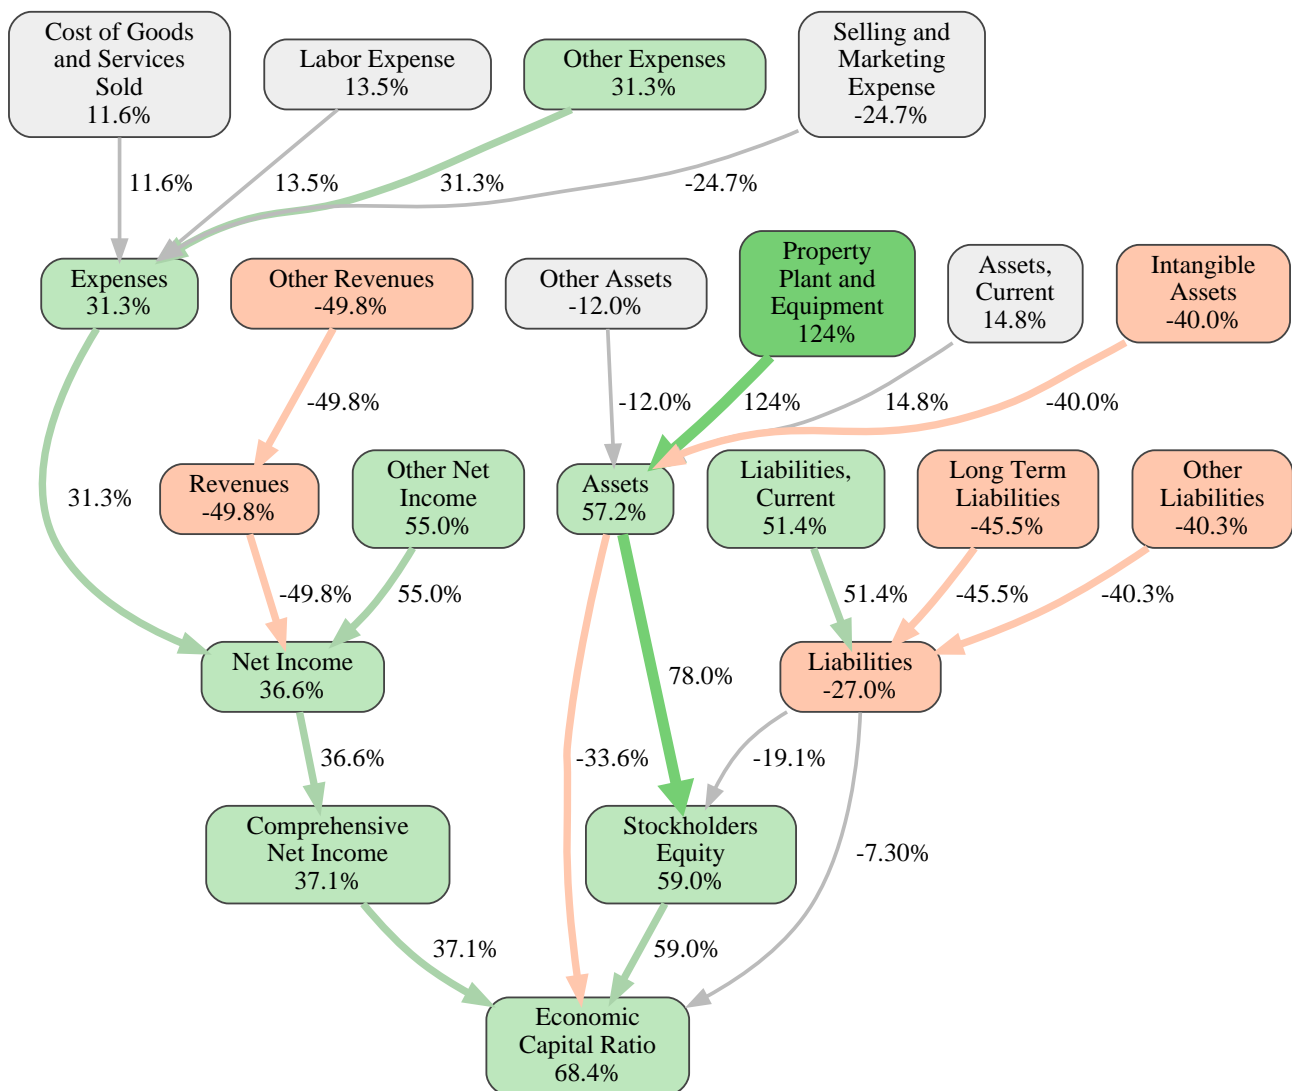 Cost of Goods
and Services
Sold
11.6%
Labor Expense
13.5%
Other Expenses
31.3%
Selling and
Marketing
Expense
-24.7%
11.6%
13.5%
31.3%
-24.7%
Expenses
31.3%
Other Revenues
-49.8%
Other Assets
-12.0%
Property
Plant and
Equipment
124%
Assets,
Current
14.8%
Intangible
Assets
-40.0%
-49.8%
-12.0%
124%
14.8%
-40.0%
31.3%
Revenues
-49.8%
Other Net
Income
55.0%
Assets
57.2%
Liabilities,
Current
51.4%
Long Term
Liabilities
-45.5%
Other
Liabilities
-40.3%
-49.8%
55.0%
51.4%
-45.5%
-40.3%
Net Income
36.6%
78.0%
Liabilities
-27.0%
36.6%
-33.6%
-19.1%
Comprehensive
Net Income
37.1%
Stockholders
Equity
59.0%
-7.30%
37.1%
59.0%
Economic
Capital Ratio
68.4%